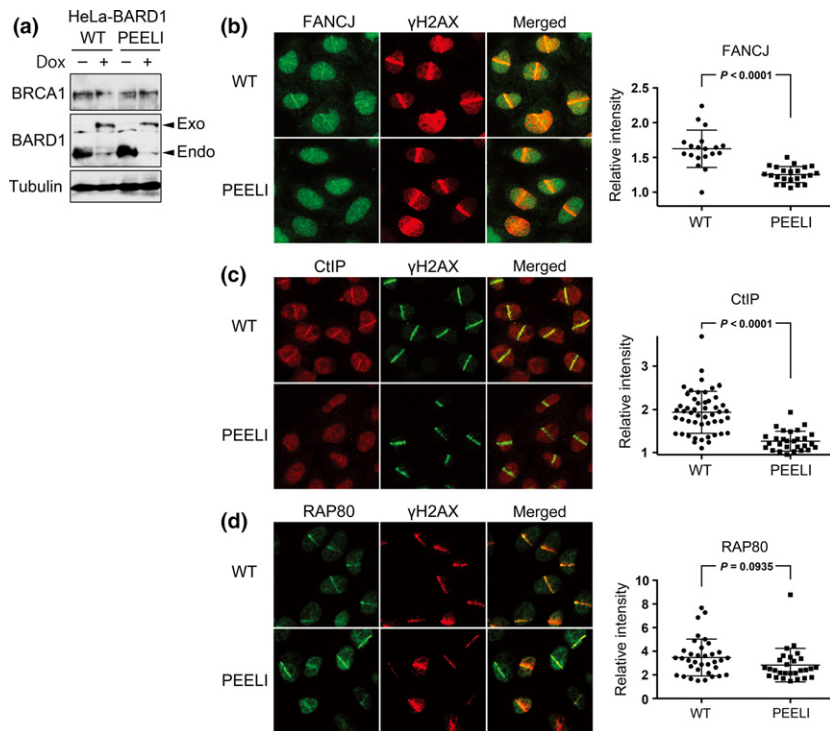 (a)
HeLa-BARD1
WT PEELI
Dox − + − +
BRCA1
BARD1
Exo
Endo
Tubulin
(b)
FANCJ γH2AX Merged
WT
PEELI
FANCJ
P < 0.0001
Relative intensity
2.5
2.0
1.5
1.0
WT PEELI
(c)
CtIP γH2AX Merged
WT
PEELI
CtIP
P < 0.0001
Relative intensity
3
2
1
WT PEELI
(d)
RAP80 γH2AX Merged
WT
PEELI
RAP80
P = 0.0935
Relative intensity
10
8
6
4
2
0
WT PEELI